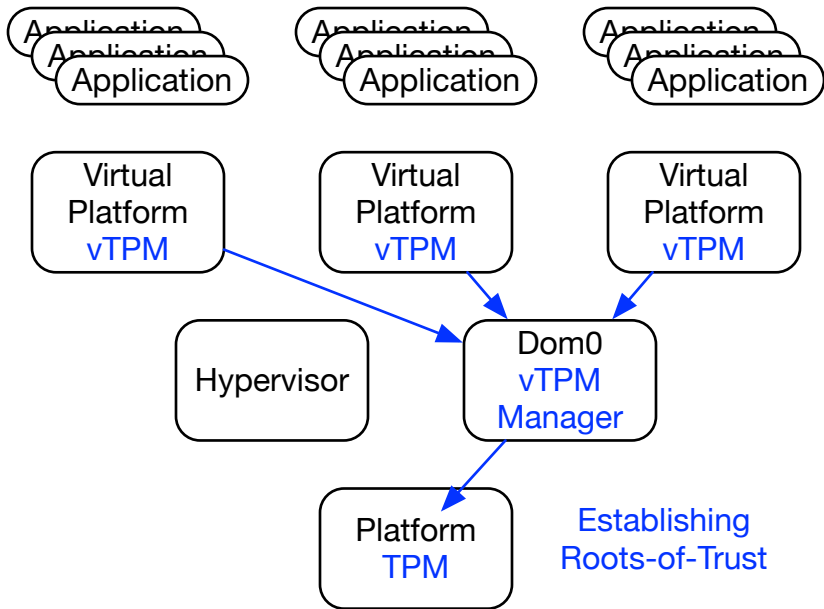 Application
Application
Application
Application
Application
Application
Application
Application
Application
Virtual
Platform
vTPM
Virtual
Platform
vTPM
Virtual
Platform
vTPM
Hypervisor
Dom0
vTPM
Manager
Platform
TPM
Establishing
Roots-of-Trust